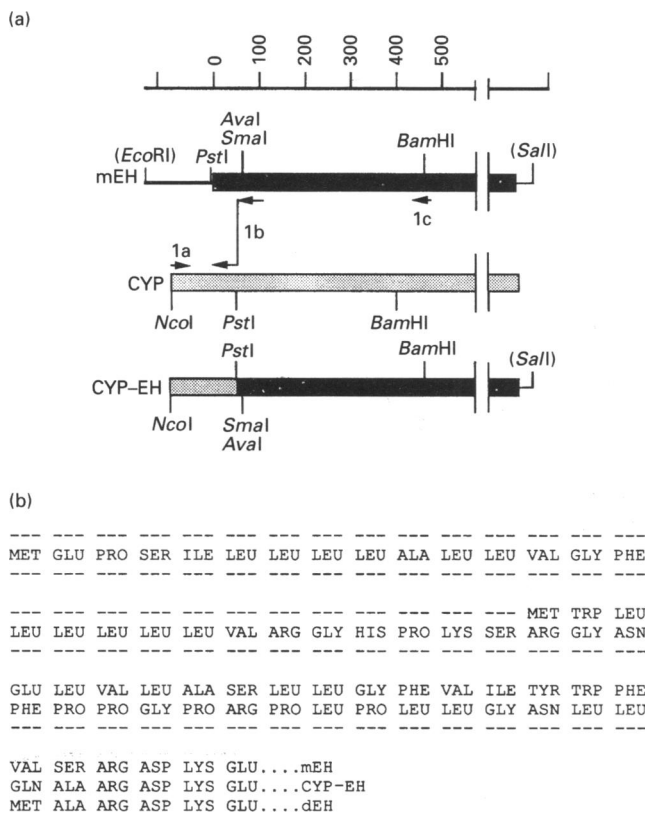 (a)
0 100 200 300 400 500
AvaI
SmaI
(EcoRI) PstI BamHI (SalI)
mEH
1b 1c
1a
CYP
NcoI PstI BamHI
PstI BamHI (SalI)
CYP–EH
NcoI SmaI
AvaI
(b)
--- --- --- --- --- --- --- --- --- --- --- --- --- --- ---
MET GLU PRO SER ILE LEU LEU LEU LEU ALA LEU LEU VAL GLY PHE
--- --- --- --- --- --- --- --- --- --- --- --- --- --- ---
--- --- --- --- --- --- --- --- --- --- --- --- MET TRP LEU
LEU LEU LEU LEU LEU VAL ARG GLY HIS PRO LYS SER ARG GLY ASN
--- --- --- --- --- --- --- --- --- --- --- --- --- --- ---
GLU LEU VAL LEU ALA SER LEU LEU GLY PHE VAL ILE TYR TRP PHE
PHE PRO PRO GLY PRO ARG PRO LEU PRO LEU LEU GLY ASN LEU LEU
--- --- --- --- --- --- --- --- --- --- --- --- --- --- ---
VAL SER ARG ASP LYS GLU....mEH
GLN ALA ARG ASP LYS GLU....CYP-EH
MET ALA ARG ASP LYS GLU....dEH